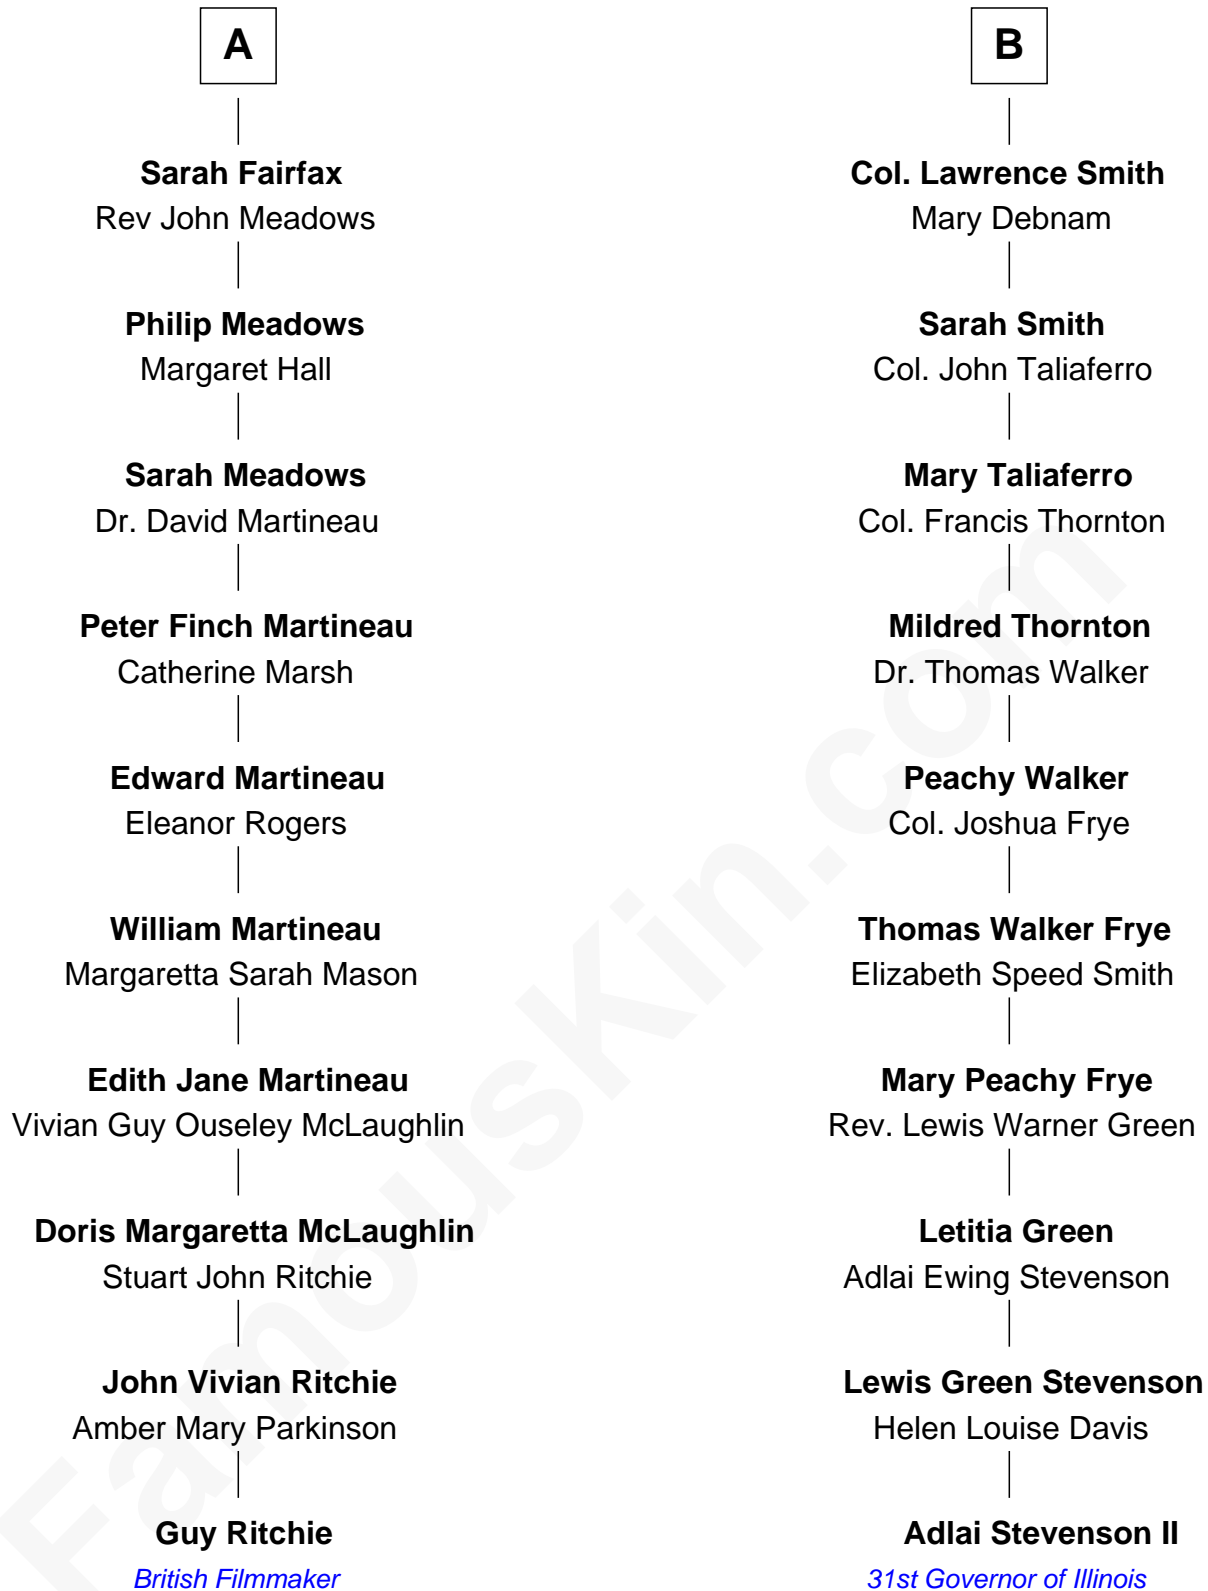 A
Sarah Fairfax
Rev John Meadows
Philip Meadows
Margaret Hall
Sarah Meadows
Dr. David Martineau
Peter Finch Martineau
Catherine Marsh
Edward Martineau
Eleanor Rogers
William Martineau
Margaretta Sarah Mason
Edith Jane Martineau
Vivian Guy Ouseley McLaughlin
Doris Margaretta McLaughlin
Stuart John Ritchie
John Vivian Ritchie
Amber Mary Parkinson
Guy Ritchie
British Filmmaker
B
Col. Lawrence Smith
Mary Debnam
Sarah Smith
Col. John Taliaferro
Mary Taliaferro
Col. Francis Thornton
Mildred Thornton
Dr. Thomas Walker
Peachy Walker
Col. Joshua Frye
Thomas Walker Frye
Elizabeth Speed Smith
Mary Peachy Frye
Rev. Lewis Warner Green
Letitia Green
Adlai Ewing Stevenson
Lewis Green Stevenson
Helen Louise Davis
Adlai Stevenson II
31st Governor of Illinois
FamousKin.com